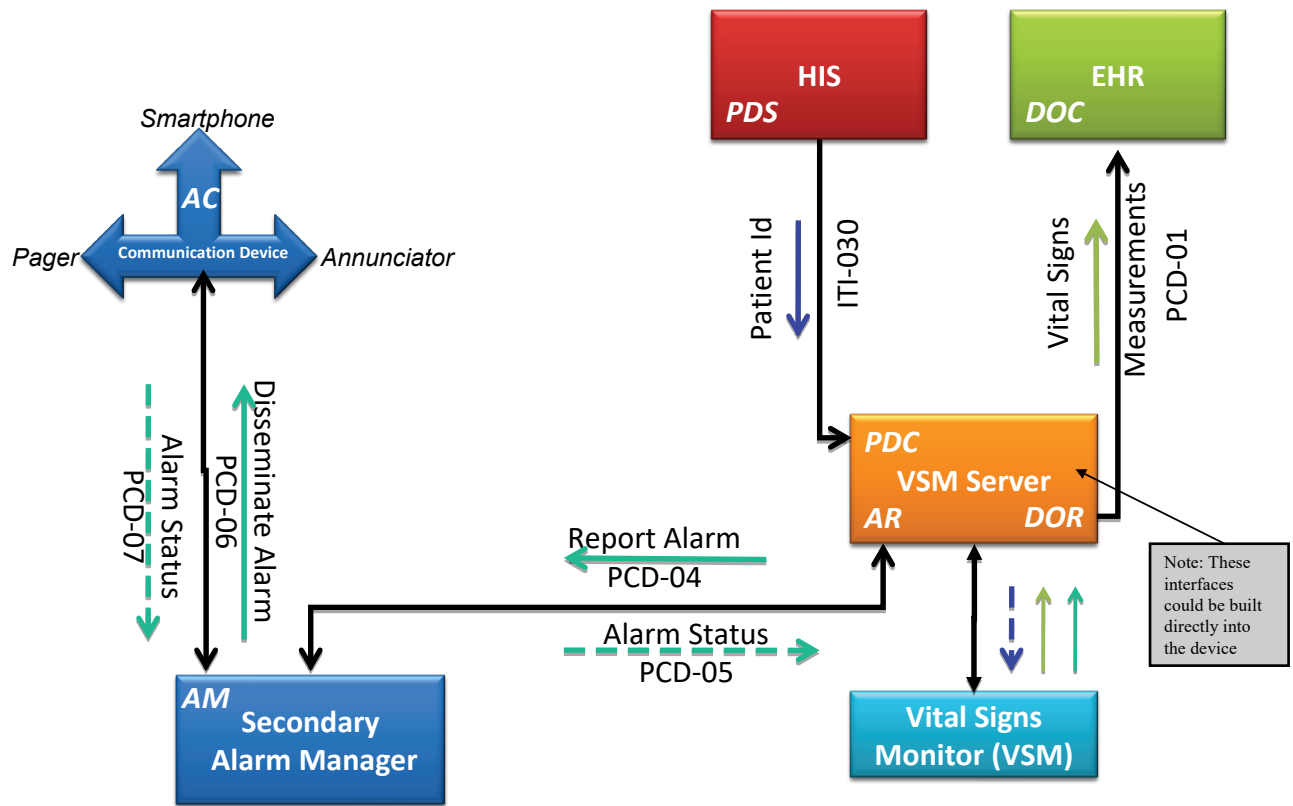 HIS
PDS
EHR
DOC
Smartphone
AC
Communication Device
Pager
Annunciator
Patient Id
ITI-030
Vital Signs
Measurements
PCD-01
Disseminate Alarm
PCD-06
Alarm Status
PCD-07
PDC
VSM Server
AR
DOR
Report Alarm
PCD-04
Alarm Status
PCD-05
Note: These
interfaces
could be built
directly into
the device
AM
Secondary
Alarm Manager
Vital Signs
Monitor (VSM)